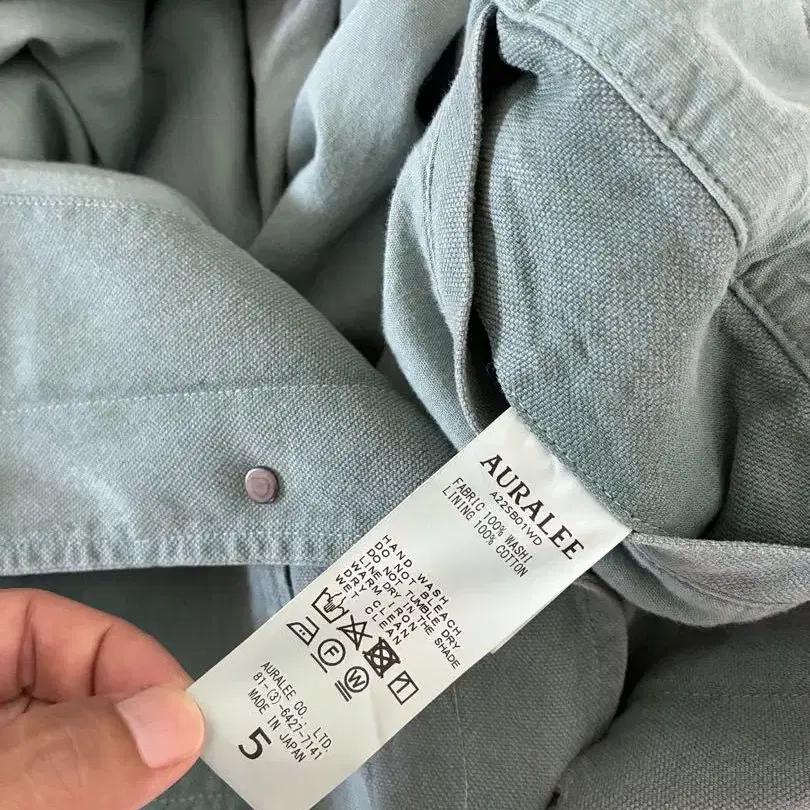 AURALEE
A22SB01WD
FABRIC 100% WASHI
LINING 100% COTTON
HAND WASH
DO NOT BLEACH
DO NOT TUMBLE DRY
LINE DRY IN THE SHADE
WARM IRON
DRY CLEAN
WET CLEAN
F W
AURALEE CO., LTD.
81-(3)-6427-7141
MADE IN JAPAN
5